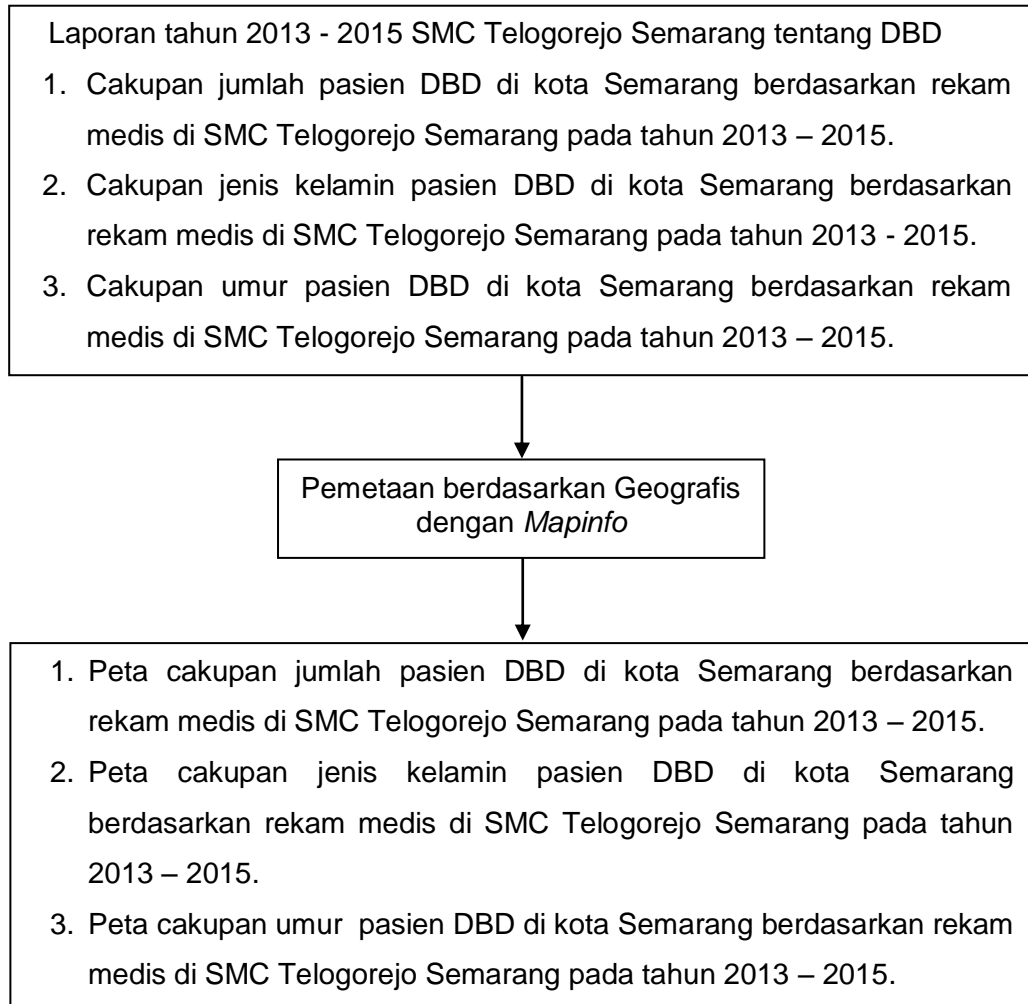 Laporan tahun 2013 - 2015 SMC Telogorejo Semarang tentang DBD
1. Cakupan jumlah pasien DBD di kota Semarang berdasarkan rekam
medis di SMC Telogorejo Semarang pada tahun 2013 – 2015.
2. Cakupan jenis kelamin pasien DBD di kota Semarang berdasarkan
rekam medis di SMC Telogorejo Semarang pada tahun 2013 - 2015.
3. Cakupan umur pasien DBD di kota Semarang berdasarkan rekam
medis di SMC Telogorejo Semarang pada tahun 2013 – 2015.
Pemetaan berdasarkan Geografis
dengan Mapinfo
1. Peta cakupan jumlah pasien DBD di kota Semarang berdasarkan
rekam medis di SMC Telogorejo Semarang pada tahun 2013 – 2015.
2. Peta cakupan jenis kelamin pasien DBD di kota Semarang
berdasarkan rekam medis di SMC Telogorejo Semarang pada tahun
2013 – 2015.
3. Peta cakupan umur pasien DBD di kota Semarang berdasarkan rekam
medis di SMC Telogorejo Semarang pada tahun 2013 – 2015.